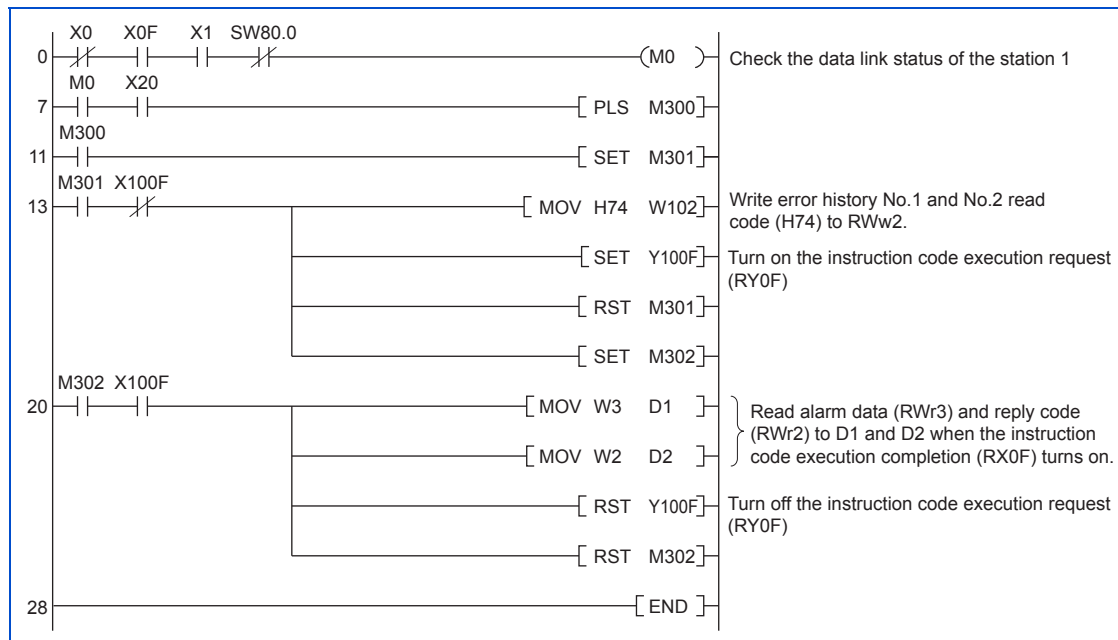 X0 X0F X1 SW80.0
0 (M0 ) Check the data link status of the station 1
M0 X20
7 [ PLS M300]
M300
11 [ SET M301]
M301 X100F
13 [ MOV H74 W102] Write error history No.1 and No.2 read
code (H74) to RWw2.
[ SET Y100F] Turn on the instruction code execution request
(RY0F)
[ RST M301]
[ SET M302]
M302 X100F
20 [ MOV W3 D1 ] Read alarm data (RWr3) and reply code
(RWr2) to D1 and D2 when the instruction
[ MOV W2 D2 ] code execution completion (RX0F) turns on.
[ RST Y100F] Turn off the instruction code execution request
(RY0F)
[ RST M302]
28 [ END ]